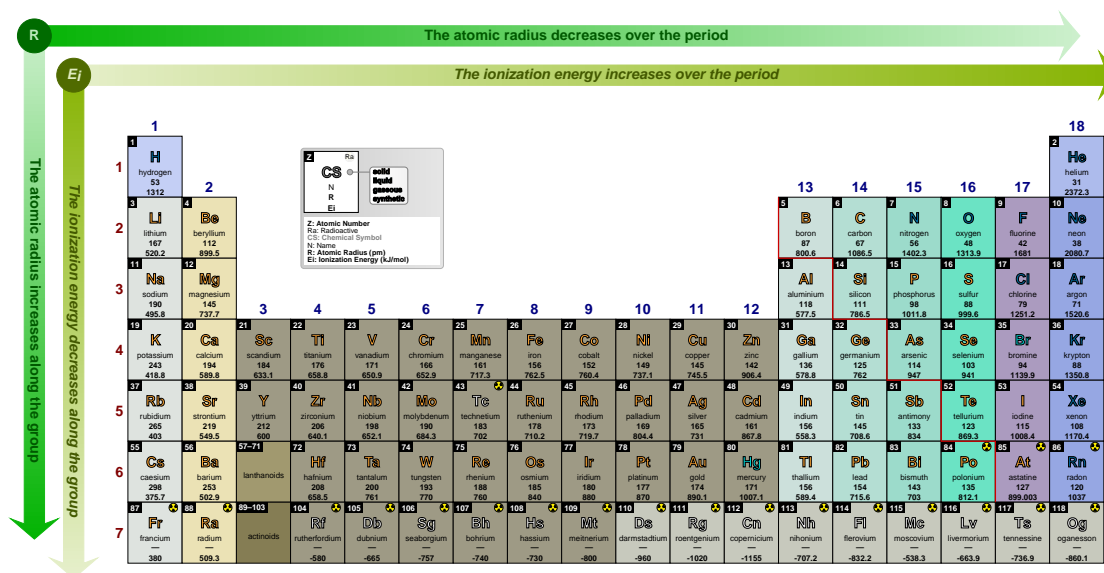 R
The atomic radius decreases over the period
Ei
The ionization energy increases over the period
The atomic radius increases along the group
The ionization energy decreases along the group
1
18
1
1
H
hydrogen
53
1312
Z
Ra
CS
N
R
Ei
solid
liquid
gaseous
synthetic
Z: Atomic Number
Ra: Radioactive
CS: Chemical Symbol
N: Name
R: Atomic Radius (pm)
Ei: Ionization Energy (kJ/mol)
2
He
helium
31
2372.3
2
13
14
15
16
17
2
3
Li
lithium
167
520.2
4
Be
beryllium
112
899.5
5
B
boron
87
800.6
6
C
carbon
67
1086.5
7
N
nitrogen
56
1402.3
8
O
oxygen
48
1313.9
9
F
fluorine
42
1681
10
Ne
neon
38
2080.7
3
11
Na
sodium
190
495.8
12
Mg
magnesium
145
737.7
13
Al
aluminium
118
577.5
14
Si
silicon
111
786.5
15
P
phosphorus
98
1011.8
16
S
sulfur
88
999.6
17
Cl
chlorine
79
1251.2
18
Ar
argon
71
1520.6
3
4
5
6
7
8
9
10
11
12
4
19
K
potassium
243
418.8
20
Ca
calcium
194
589.8
21
Sc
scandium
184
633.1
22
Ti
titanium
176
658.8
23
V
vanadium
171
650.9
24
Cr
chromium
166
652.9
25
Mn
manganese
161
717.3
26
Fe
iron
156
762.5
27
Co
cobalt
152
760.4
28
Ni
nickel
149
737.1
29
Cu
copper
145
745.5
30
Zn
zinc
142
906.4
31
Ga
gallium
136
578.8
32
Ge
germanium
125
762
33
As
arsenic
114
947
34
Se
selenium
103
941
35
Br
bromine
94
1139.9
36
Kr
krypton
88
1350.8
5
37
Rb
rubidium
265
403
38
Sr
strontium
219
549.5
39
Y
yttrium
212
600
40
Zr
zirconium
206
640.1
41
Nb
niobium
198
652.1
42
Mo
molybdenum
190
684.3
43
Tc
technetium
183
702
44
Ru
ruthenium
178
710.2
45
Rh
rhodium
173
719.7
46
Pd
palladium
169
804.4
47
Ag
silver
165
731
48
Cd
cadmium
161
867.8
49
In
indium
156
558.3
50
Sn
tin
145
708.6
51
Sb
antimony
133
834
52
Te
tellurium
123
869.3
53
I
iodine
115
1008.4
54
Xe
xenon
108
1170.4
6
55
Cs
caesium
298
375.7
56
Ba
barium
253
502.9
57–71
lanthanoids
72
Hf
hafnium
208
658.5
73
Ta
tantalum
200
761
74
W
tungsten
193
770
75
Re
rhenium
188
760
76
Os
osmium
185
840
77
Ir
iridium
180
880
78
Pt
platinum
177
870
79
Au
gold
174
890.1
80
Hg
mercury
171
1007.1
81
Tl
thallium
156
589.4
82
Pb
lead
154
715.6
83
Bi
bismuth
143
703
84
Po
polonium
135
812.1
85
At
astatine
127
899.003
86
Rn
radon
120
1037
7
87
Fr
francium
—
380
88
Ra
radium
—
509.3
89–103
actinoids
104
Rf
rutherfordium
—
-580
105
Db
dubnium
—
-665
106
Sg
seaborgium
—
-757
107
Bh
bohrium
—
-740
108
Hs
hassium
—
-730
109
Mt
meitnerium
—
-800
110
Ds
darmstadtium
—
-960
111
Rg
roentgenium
—
-1020
112
Cn
copernicium
—
-1155
113
Nh
nihonium
—
-707.2
114
Fl
flerovium
—
-832.2
115
Mc
moscovium
—
-538.3
116
Lv
livermorium
—
-663.9
117
Ts
tennessine
—
-736.9
118
Og
oganesson
—
-860.1